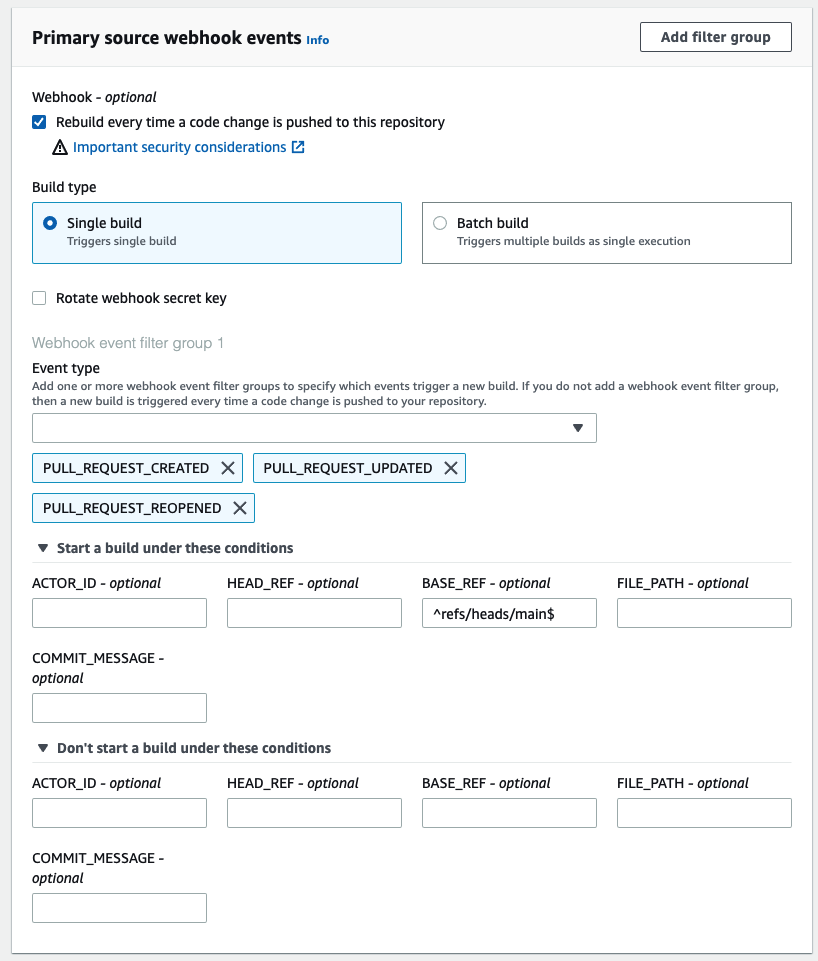 Primary source webhook events Info
Add filter group
Webhook - optional
Rebuild every time a code change is pushed to this repository
Important security considerations
Build type
Single build
Triggers single build
Batch build
Triggers multiple builds as single execution
Rotate webhook secret key
Webhook event filter group 1
Event type
Add one or more webhook event filter groups to specify which events trigger a new build. If you do not add a webhook event filter group,
then a new build is triggered every time a code change is pushed to your repository.
PULL_REQUEST_CREATED
PULL_REQUEST_UPDATED
PULL_REQUEST_REOPENED
Start a build under these conditions
ACTOR_ID - optional
HEAD_REF - optional
BASE_REF - optional
FILE_PATH - optional
^refs/heads/main$
COMMIT_MESSAGE -
optional
Don't start a build under these conditions
ACTOR_ID - optional
HEAD_REF - optional
BASE_REF - optional
FILE_PATH - optional
COMMIT_MESSAGE -
optional